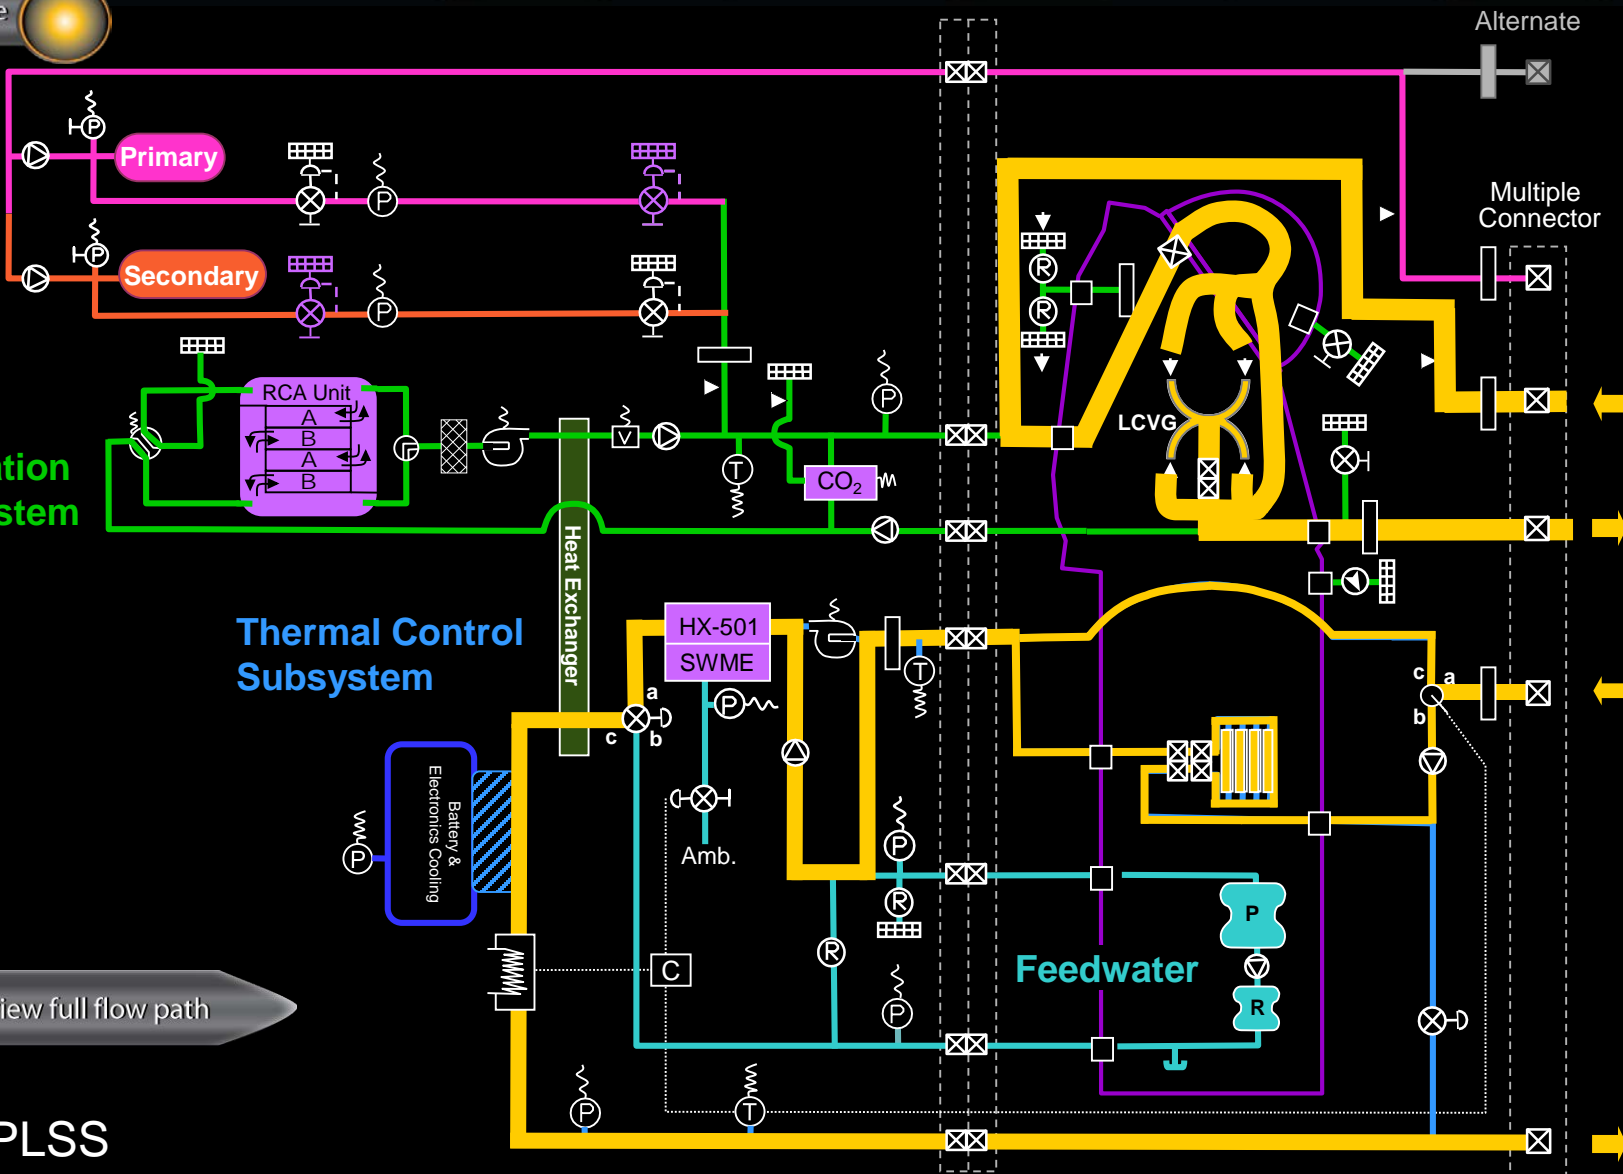 e
Alternate
P
Primary
P
Multiple
Connector
P
Secondary
P
R
R
RCA Unit
A
B
A
B
P
V
T
CO2
LCVG
ation
stem
Heat Exchanger
Thermal Control
Subsystem
HX-501
SWME
T
P
a
c
b
c
a
b
Battery &
Electronics Cooling
P
Amb.
P
R
P
R
C
Feedwater
R
P
iew full flow path
P
T
PLSS